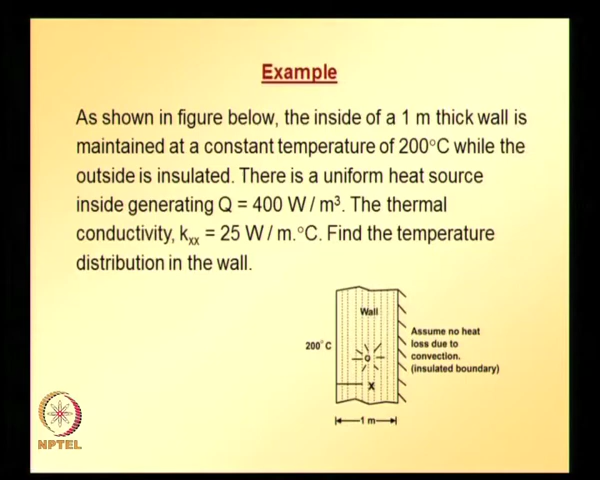 Example
As shown in figure below, the inside of a 1 m thick wall is
maintained at a constant temperature of 200°C while the
outside is insulated. There is a uniform heat source
inside generating Q = 400 W / m³. The thermal
conductivity, kxx = 25 W / m.°C. Find the temperature
distribution in the wall.
Wall
200° C
Assume no heat
loss due to
convection.
(insulated boundary)
Q
X
1 m
NPTEL